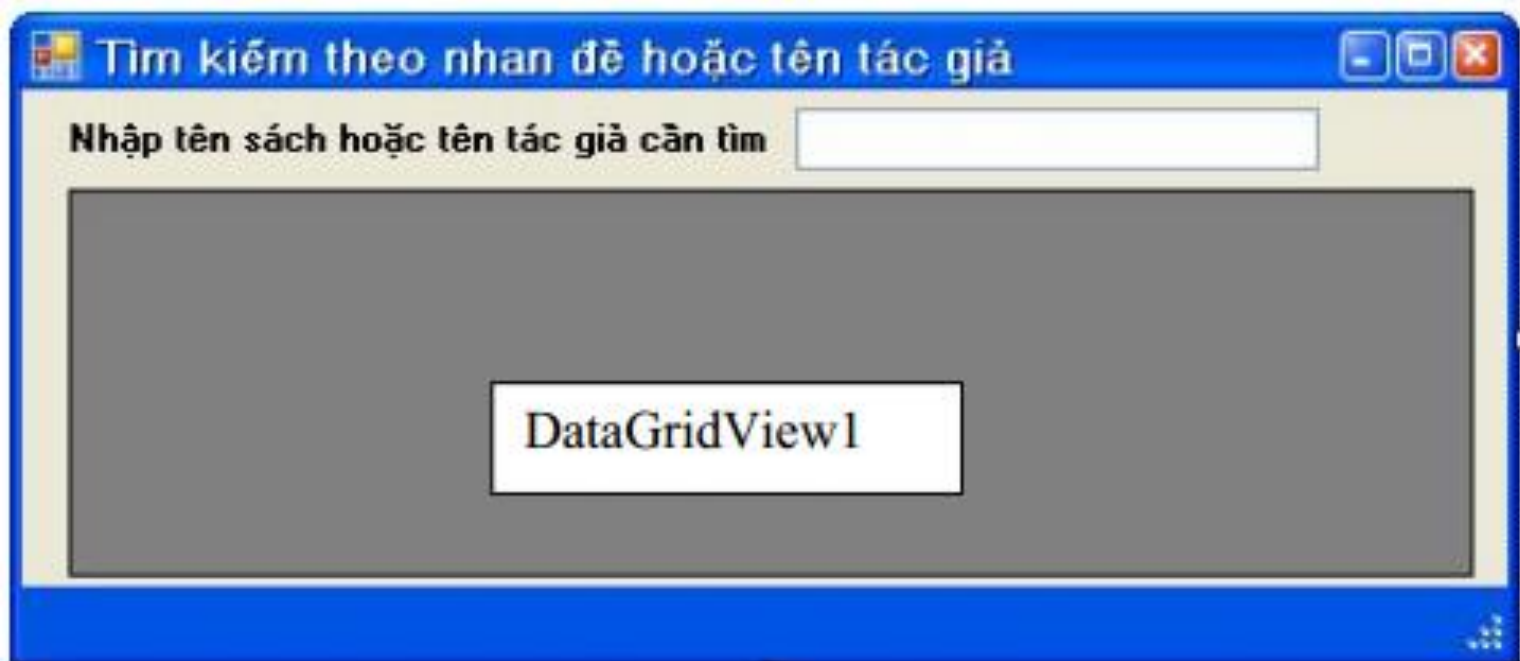 Tìm kiếm theo nhan đề hoặc tên tác giả
Nhập tên sách hoặc tên tác giả cần tìm
DataGridView1